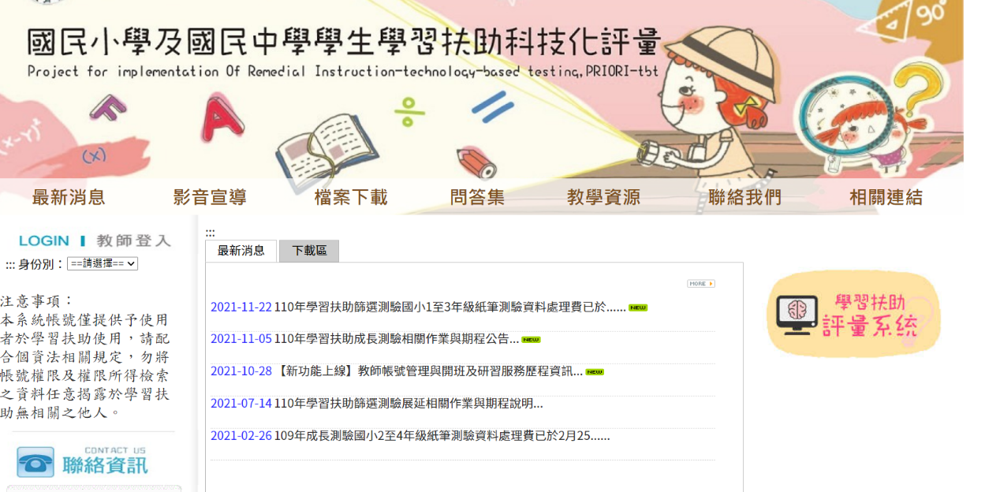 國民小學及國民中學學生學習扶助科技化評量
Project for implementation Of Remedial Instruction-technology-based testing,PRIORI-tbt
90°
F
A
÷
(x-y)²
(x)
最新消息 影音宣導 檔案下載 問答集 教學資源 聯絡我們 相關連結
LOGIN 教師登入
::: 身份別： ==請選擇==
注意事項：
本系統帳號僅提供予使用
者於學習扶助使用，請配
合個資法相關規定，勿將
帳號權限及權限所得檢索
之資料任意揭露於學習扶
助無相關之他人。
CONTACT US
聯絡資訊
:::
最新消息 下載區
MORE
2021-11-22 110年學習扶助篩選測驗國小1至3年級紙筆測驗資料處理費已於...... NEW
2021-11-05 110年學習扶助成長測驗相關作業與期程公告... NEW
2021-10-28 【新功能上線】教師帳號管理與開班及研習服務歷程資訊... NEW
2021-07-14 110年學習扶助篩選測驗展延相關作業與期程說明...
2021-02-26 109年成長測驗國小2至4年級紙筆測驗資料處理費已於2月25......
學習扶助
評量系統